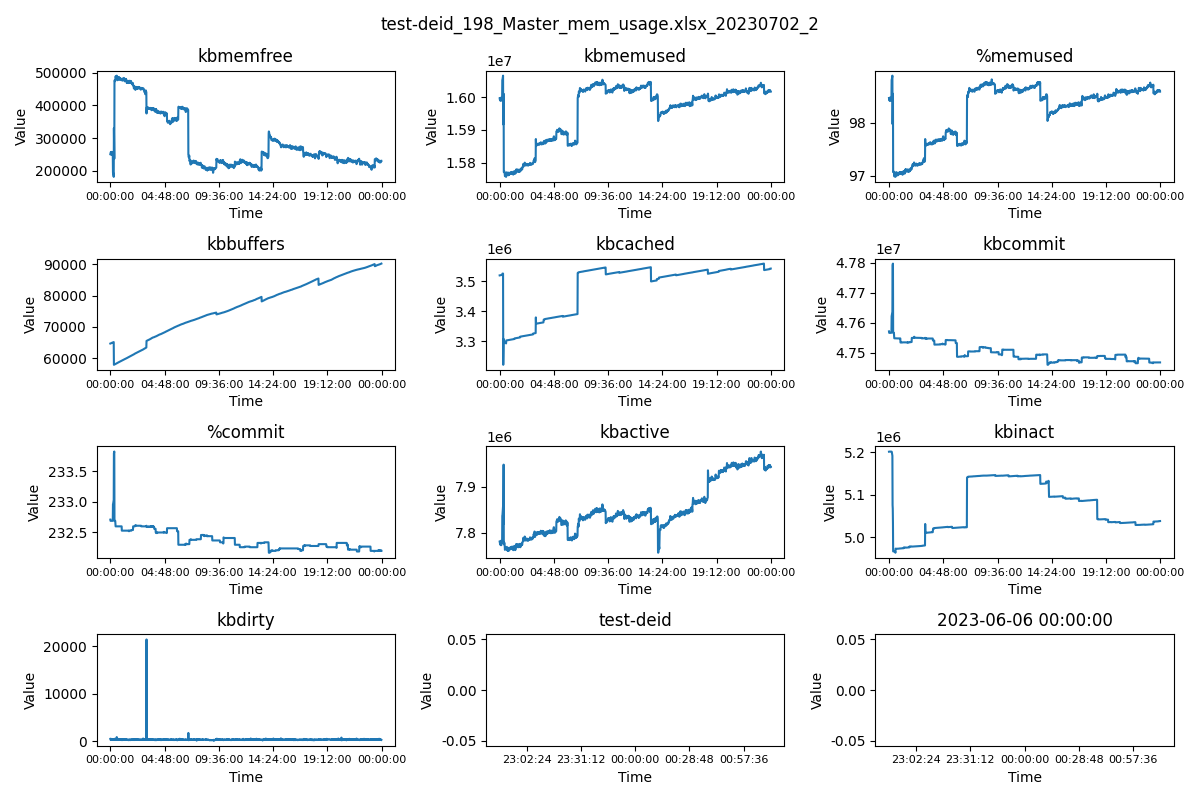 test-deid_198_Master_mem_usage.xlsx_20230702_2
kbmemfree
500000
400000
300000
200000
Value
00:00:00 04:48:00 09:36:00 14:24:00 19:12:00 00:00:00
Time
kbmemused
1e7
1.60
1.59
1.58
Value
00:00:00 04:48:00 09:36:00 14:24:00 19:12:00 00:00:00
Time
%memused
98
97
Value
00:00:00 04:48:00 09:36:00 14:24:00 19:12:00 00:00:00
Time
kbbuffers
90000
80000
70000
60000
Value
00:00:00 04:48:00 09:36:00 14:24:00 19:12:00 00:00:00
Time
kbcached
1e6
3.5
3.4
3.3
Value
00:00:00 04:48:00 09:36:00 14:24:00 19:12:00 00:00:00
Time
kbcommit
1e7
4.78
4.77
4.76
4.75
Value
00:00:00 04:48:00 09:36:00 14:24:00 19:12:00 00:00:00
Time
%commit
233.5
233.0
232.5
Value
00:00:00 04:48:00 09:36:00 14:24:00 19:12:00 00:00:00
Time
kbactive
1e6
7.9
7.8
Value
00:00:00 04:48:00 09:36:00 14:24:00 19:12:00 00:00:00
Time
kbinact
1e6
5.2
5.1
5.0
Value
00:00:00 04:48:00 09:36:00 14:24:00 19:12:00 00:00:00
Time
kbdirty
20000
10000
0
Value
00:00:00 04:48:00 09:36:00 14:24:00 19:12:00 00:00:00
Time
test-deid
0.05
0.00
-0.05
Value
23:02:24 23:31:12 00:00:00 00:28:48 00:57:36
Time
2023-06-06 00:00:00
0.05
0.00
-0.05
Value
23:02:24 23:31:12 00:00:00 00:28:48 00:57:36
Time